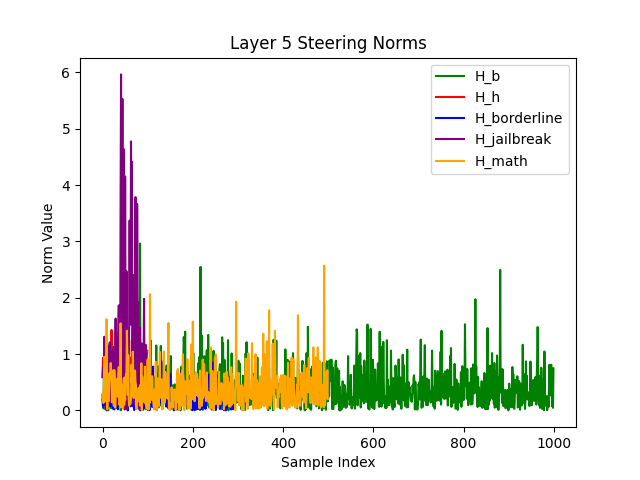 Layer 5 Steering Norms
H_b
H_h
H_borderline
H_jailbreak
H_math
Norm Value
6
5
4
3
2
1
0
0 200 400 600 800 1000
Sample Index